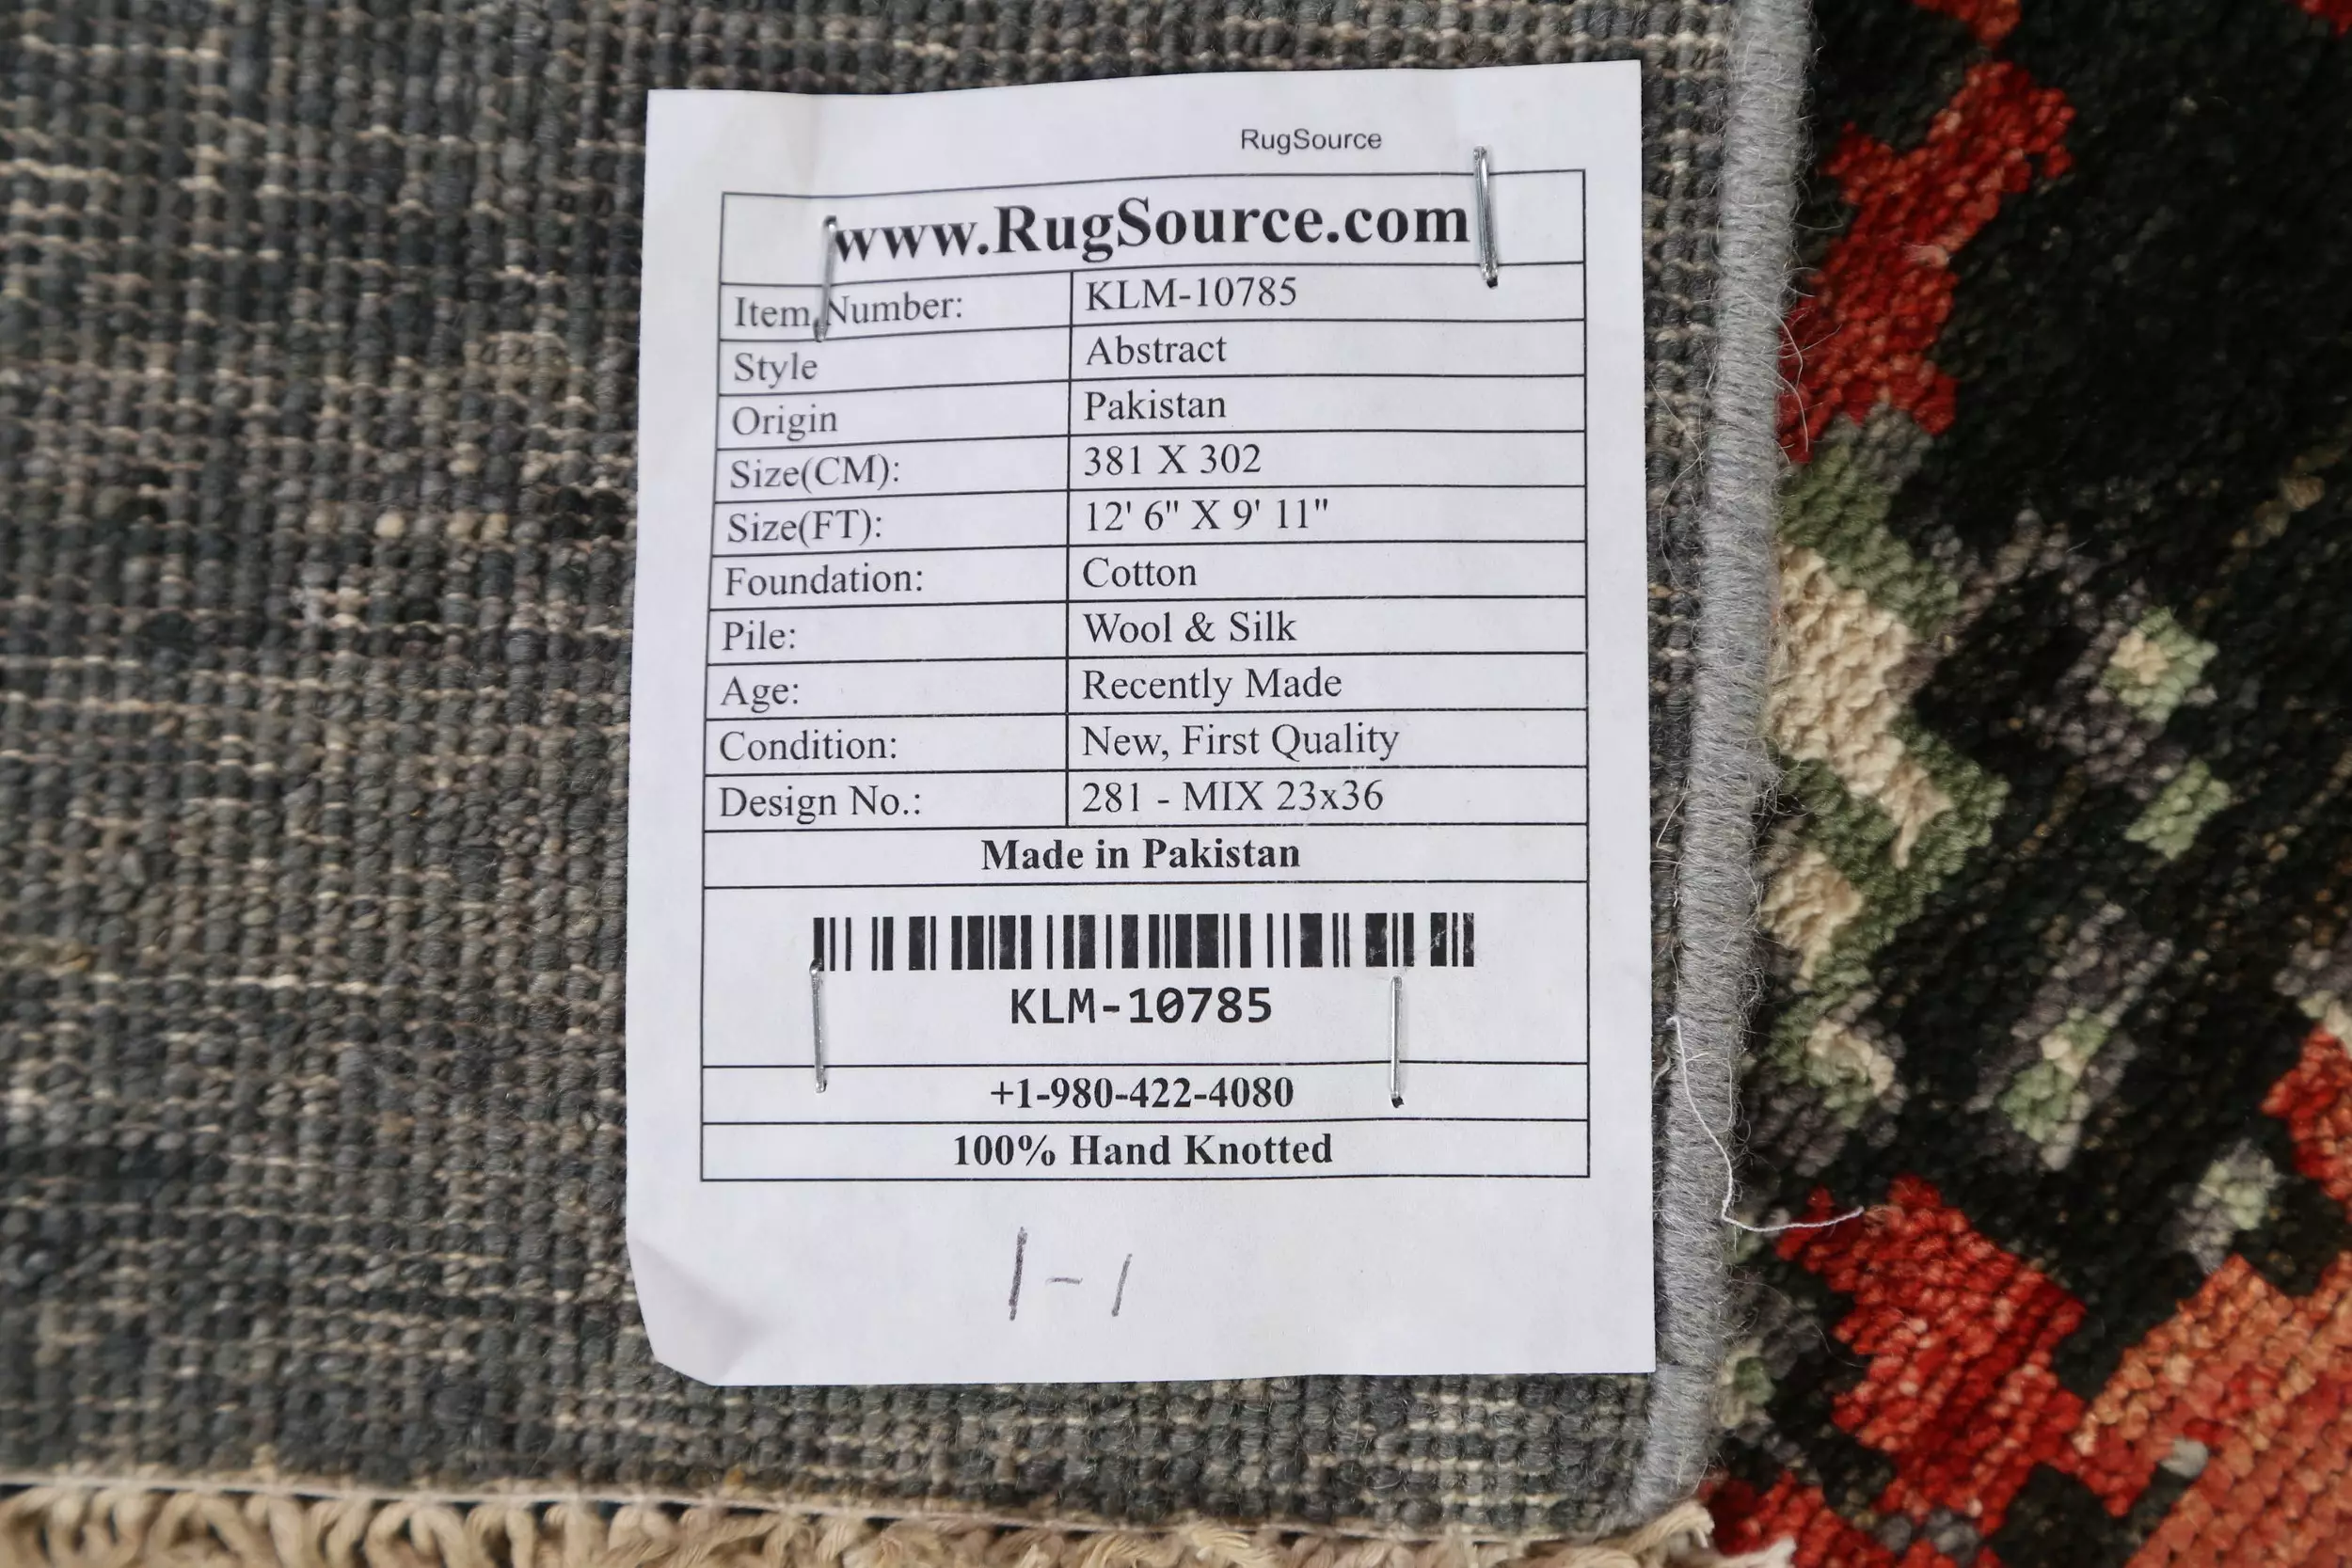 RugSource
www.RugSource.com
Item Number: KLM-10785
Style Abstract
Origin Pakistan
Size(CM): 381 X 302
Size(FT): 12' 6" X 9' 11"
Foundation: Cotton
Pile: Wool & Silk
Age: Recently Made
Condition: New, First Quality
Design No.: 281 - MIX 23x36
Made in Pakistan
KLM-10785
+1-980-422-4080
100% Hand Knotted
1-1